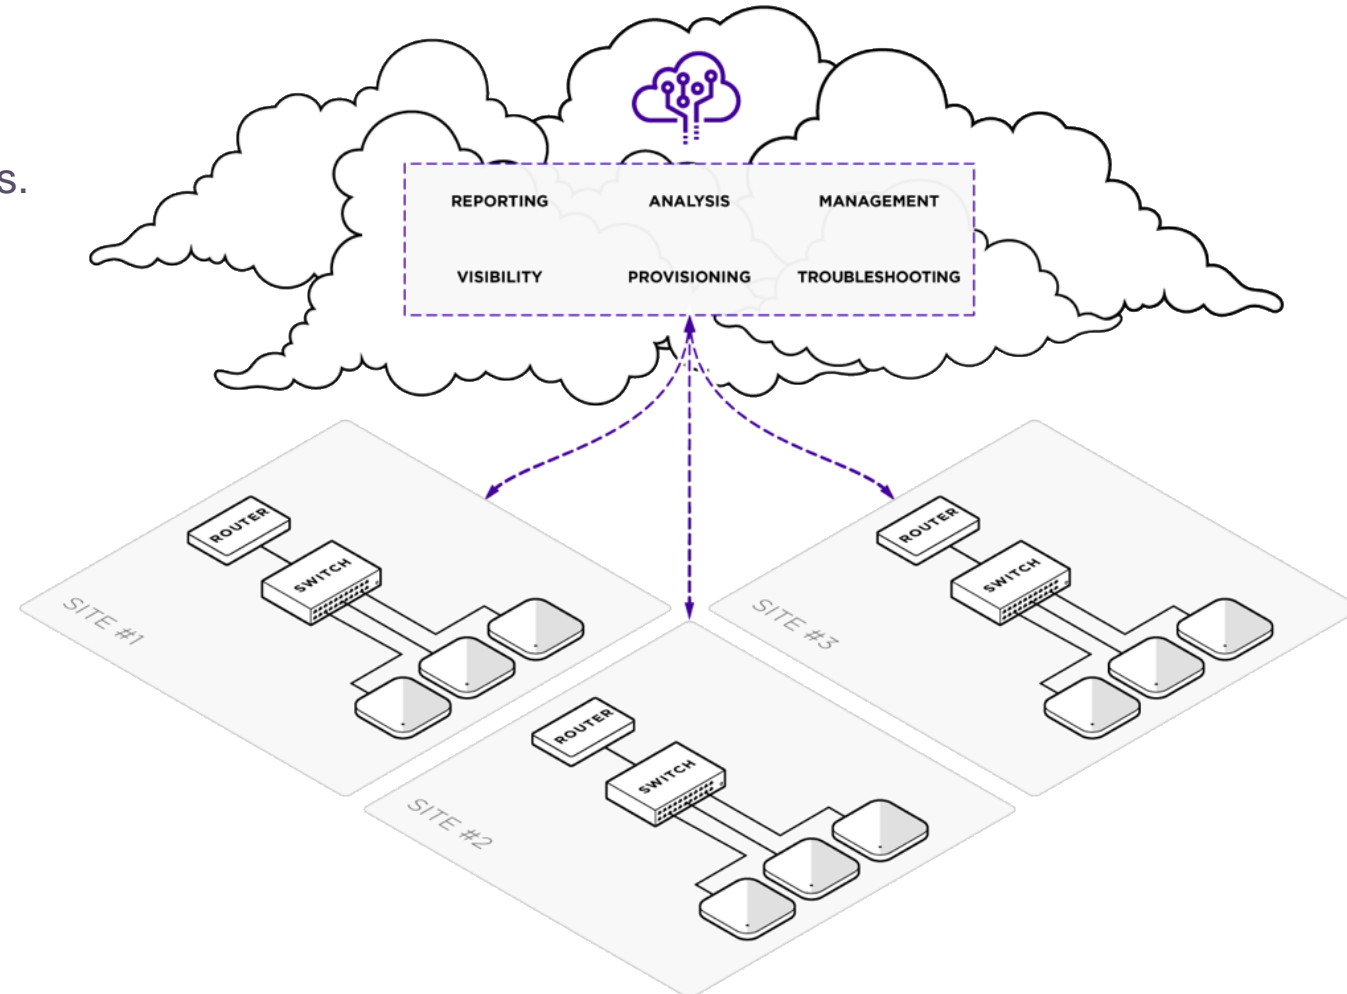 s.
REPORTING ANALYSIS MANAGEMENT
VISIBILITY PROVISIONING TROUBLESHOOTING
ROUTER
SWITCH
SITE #1
ROUTER
SWITCH
SITE #3
ROUTER
SWITCH
SITE #2